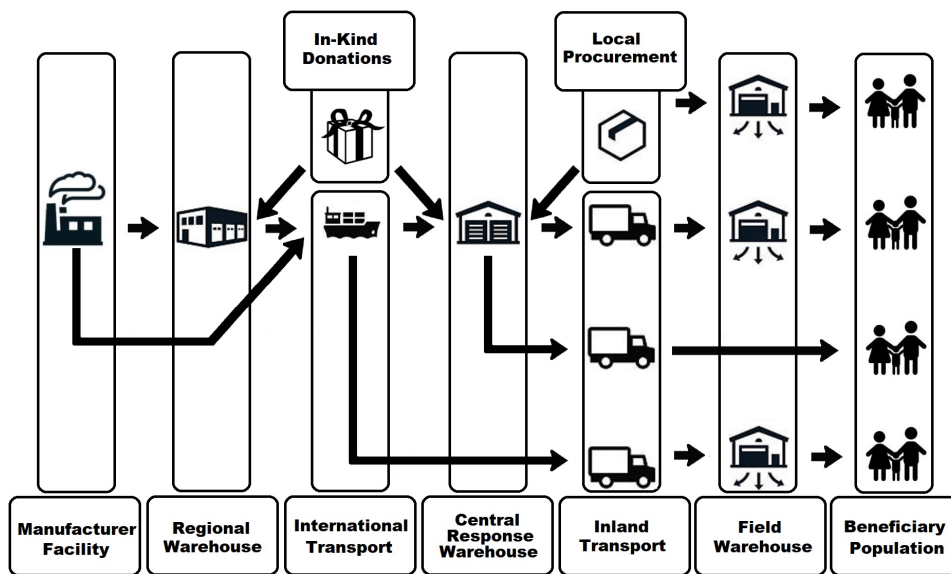 In-Kind
Donations
Local
Procurement
Manufacturer
Facility
Regional
Warehouse
International
Transport
Central
Response
Warehouse
Inland
Transport
Field
Warehouse
Beneficiary
Population